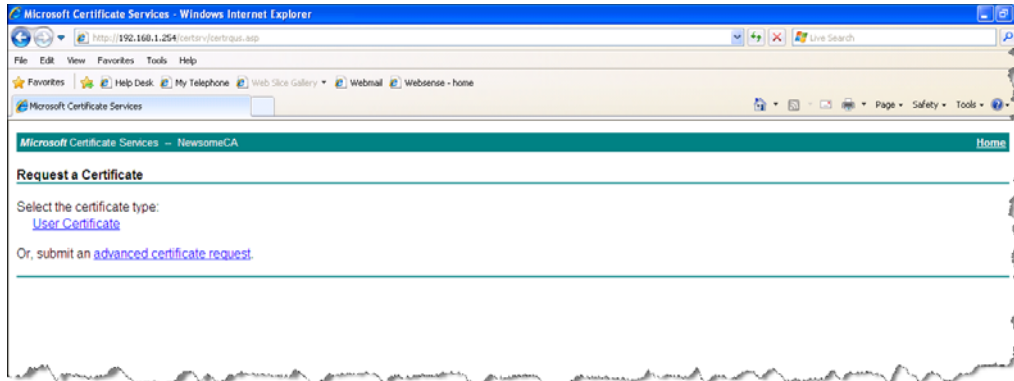 Microsoft Certificate Services - Windows Internet Explorer
http://192.168.1.254/certsrv/certrqus.asp
Live Search
File Edit View Favorites Tools Help
Favorites Help Desk My Telephone Web Slice Gallery Webmail Websense - home
Microsoft Certificate Services
Page Safety Tools
Microsoft Certificate Services -- NewsomeCA Home
Request a Certificate
Select the certificate type:
User Certificate
Or, submit an advanced certificate request.